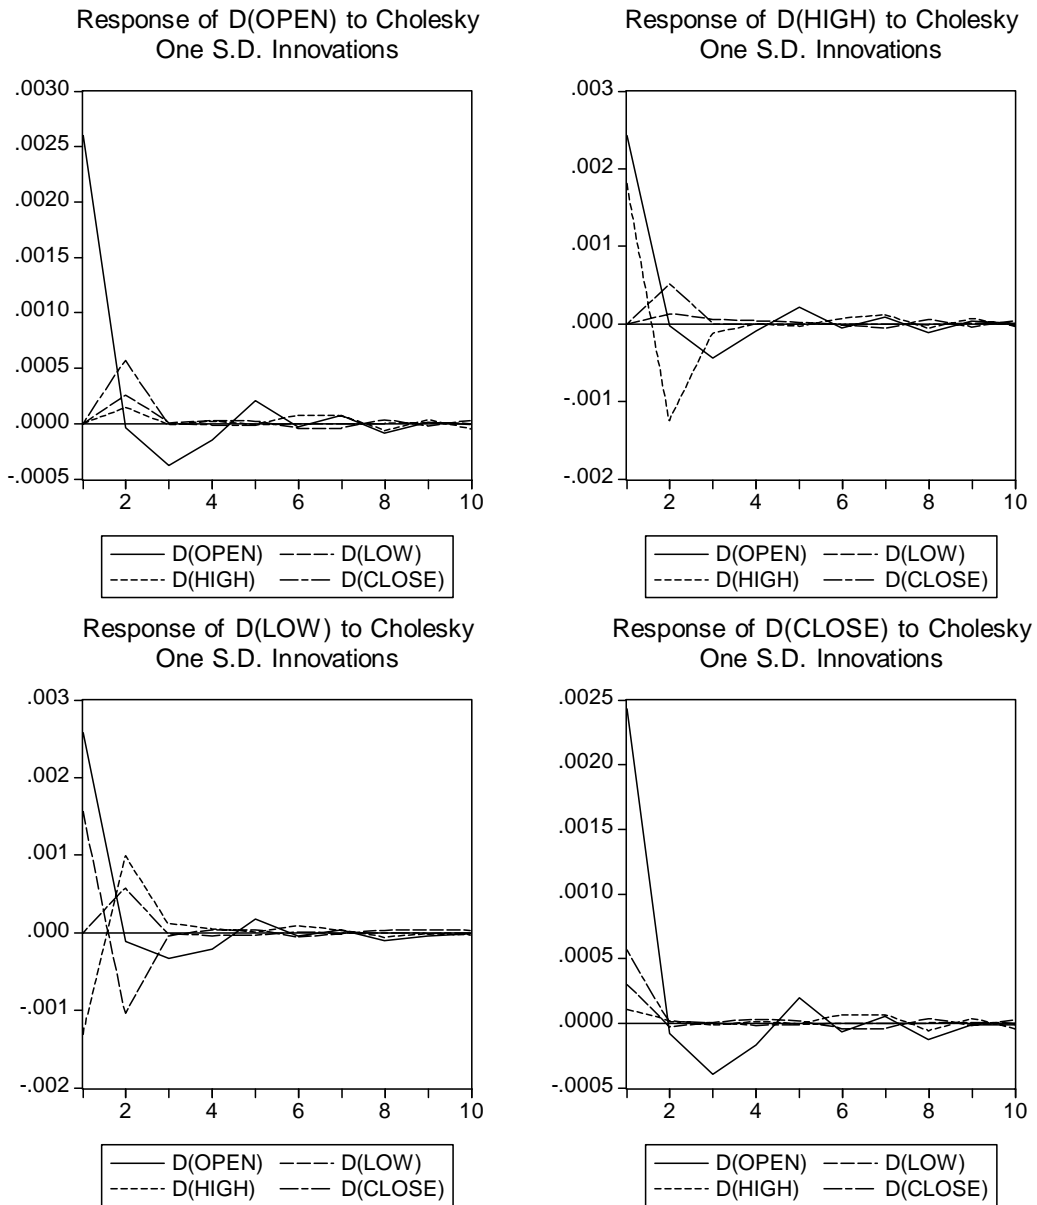 Response of D(OPEN) to Cholesky
One S.D. Innovations
.0030
.0025
.0020
.0015
.0010
.0005
.0000
-.0005
2 4 6 8 10
D(OPEN) D(LOW)
D(HIGH) D(CLOSE)
Response of D(HIGH) to Cholesky
One S.D. Innovations
.003
.002
.001
.000
-.001
-.002
2 4 6 8 10
D(OPEN) D(LOW)
D(HIGH) D(CLOSE)
Response of D(LOW) to Cholesky
One S.D. Innovations
.003
.002
.001
.000
-.001
-.002
2 4 6 8 10
D(OPEN) D(LOW)
D(HIGH) D(CLOSE)
Response of D(CLOSE) to Cholesky
One S.D. Innovations
.0025
.0020
.0015
.0010
.0005
.0000
-.0005
2 4 6 8 10
D(OPEN) D(LOW)
D(HIGH) D(CLOSE)